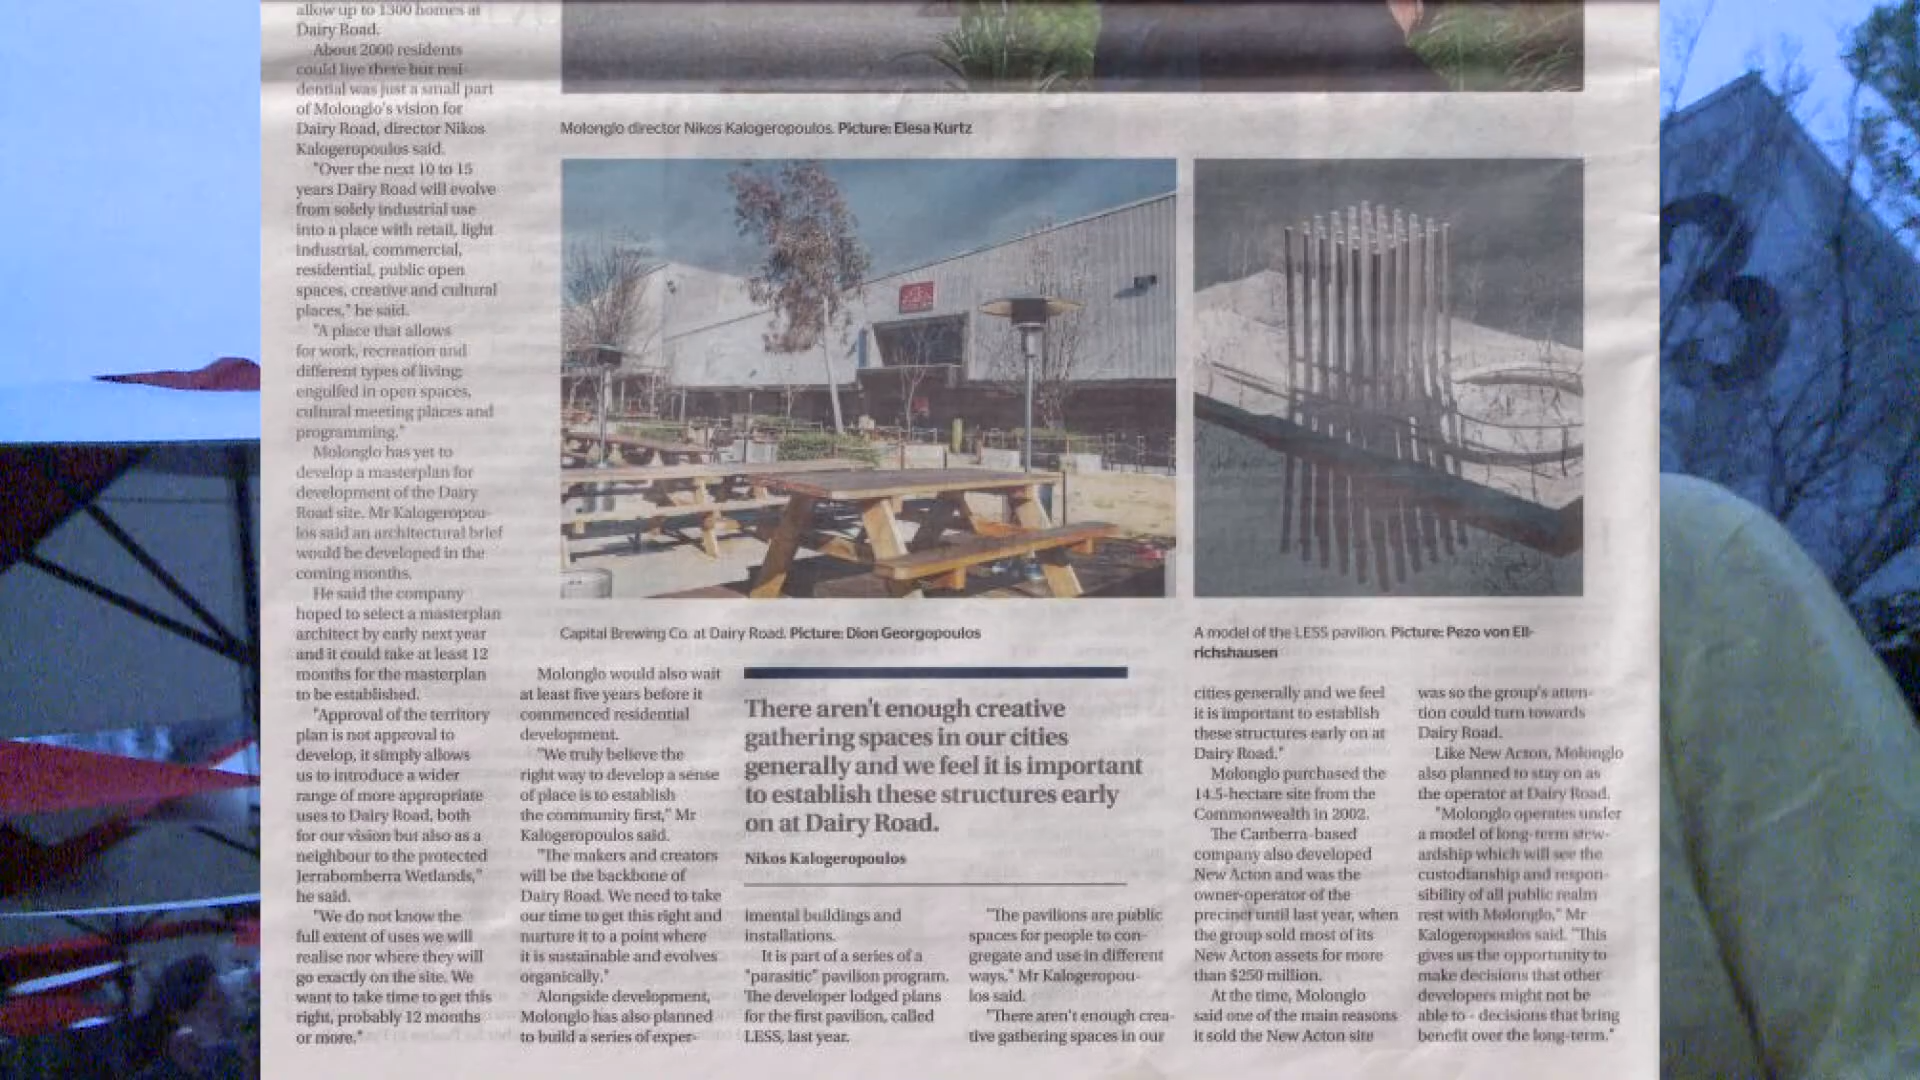 allow up to 1300 homes at
Dairy Road.
About 2000 residents
could live there but resi-
dential was just a small part
of Molonglo's vision for
Dairy Road, director Nikos
Kalogeropoulos said.
"Over the next 10 to 15
years Dairy Road will evolve
from solely industrial use
into a place with retail, light
industrial, commercial,
residential, public open
spaces, creative and cultural
places," he said.
"A place that allows
for work, recreation and
different types of living;
engulfed in open spaces,
cultural meeting places and
programming."
Molonglo has yet to
develop a masterplan for
development of the Dairy
Road site. Mr Kalogeropou-
los said an architectural brief
would be developed in the
coming months.
He said the company
hoped to select a masterplan
architect by early next year
and it could take at least 12
months for the masterplan
to be established.
"Approval of the territory
plan is not approval to
develop, it simply allows
us to introduce a wider
range of more appropriate
uses to Dairy Road, both
for our vision but also as a
neighbour to the protected
Jerrabomberra Wetlands,"
he said.
"We do not know the
full extent of uses we will
realise nor where they will
go exactly on the site. We
want to take time to get this
right, probably 12 months
or more."
Molonglo director Nikos Kalogeropoulos. Picture: Elesa Kurtz
Capital Brewing Co. at Dairy Road. Picture: Dion Georgopoulos
A model of the LESS pavilion. Picture: Pezo von Ell-
richshausen
Molonglo would also wait
at least five years before it
commenced residential
development.
"We truly believe the
right way to develop a sense
of place is to establish
the community first," Mr
Kalogeropoulos said.
"The makers and creators
will be the backbone of
Dairy Road. We need to take
our time to get this right and
nurture it to a point where
it is sustainable and evolves
organically."
Alongside development,
Molonglo has also planned
to build a series of exper-
There aren't enough creative
gathering spaces in our cities
generally and we feel it is important
to establish these structures early
on at Dairy Road.
Nikos Kalogeropoulos
imental buildings and
installations.
It is part of a series of a
"parasitic" pavilion program.
The developer lodged plans
for the first pavilion, called
LESS, last year.
"The pavilions are public
spaces for people to con-
gregate and use in different
ways," Mr Kalogeropou-
los said.
"There aren't enough crea-
tive gathering spaces in our
cities generally and we feel
it is important to establish
these structures early on at
Dairy Road."
Molonglo purchased the
14.5-hectare site from the
Commonwealth in 2002.
The Canberra-based
company also developed
New Acton and was the
owner-operator of the
precinct until last year, when
the group sold most of its
New Acton assets for more
than $250 million.
At the time, Molonglo
said one of the main reasons
it sold the New Acton site
was so the group's atten-
tion could turn towards
Dairy Road.
Like New Acton, Molonglo
also planned to stay on as
the operator at Dairy Road.
"Molonglo operates under
a model of long-term stew-
ardship which will see the
custodianship and respon-
sibility of all public realm
rest with Molonglo," Mr
Kalogeropoulos said. "This
gives us the opportunity to
make decisions that other
developers might not be
able to - decisions that bring
benefit over the long-term."
3